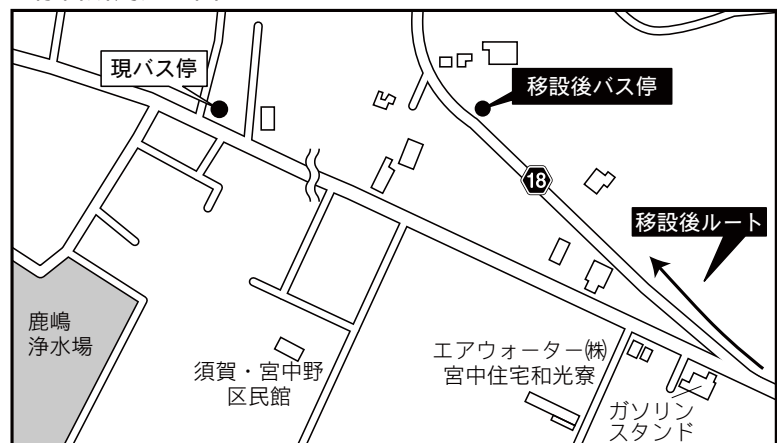 現バス停
移設後バス停
18
移設後ルート
鹿嶋
浄水場
須賀・宮中野
区民館
エアウォーター㈱
宮中住宅和光寮
ガソリン
スタンド